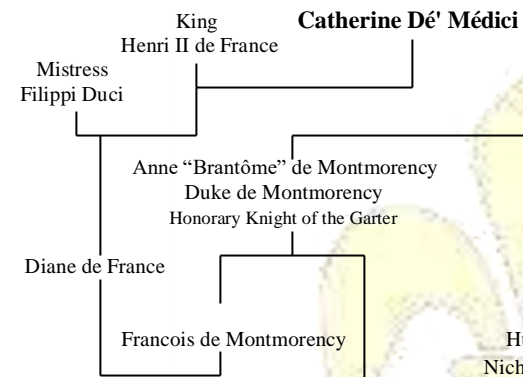 King
Henri II de France
Catherine Dé' Médici
Mistress
Filippi Duci
Anne “Brantôme” de Montmorency
Duke de Montmorency
Honorary Knight of the Garter
Diane de France
Francois de Montmorency